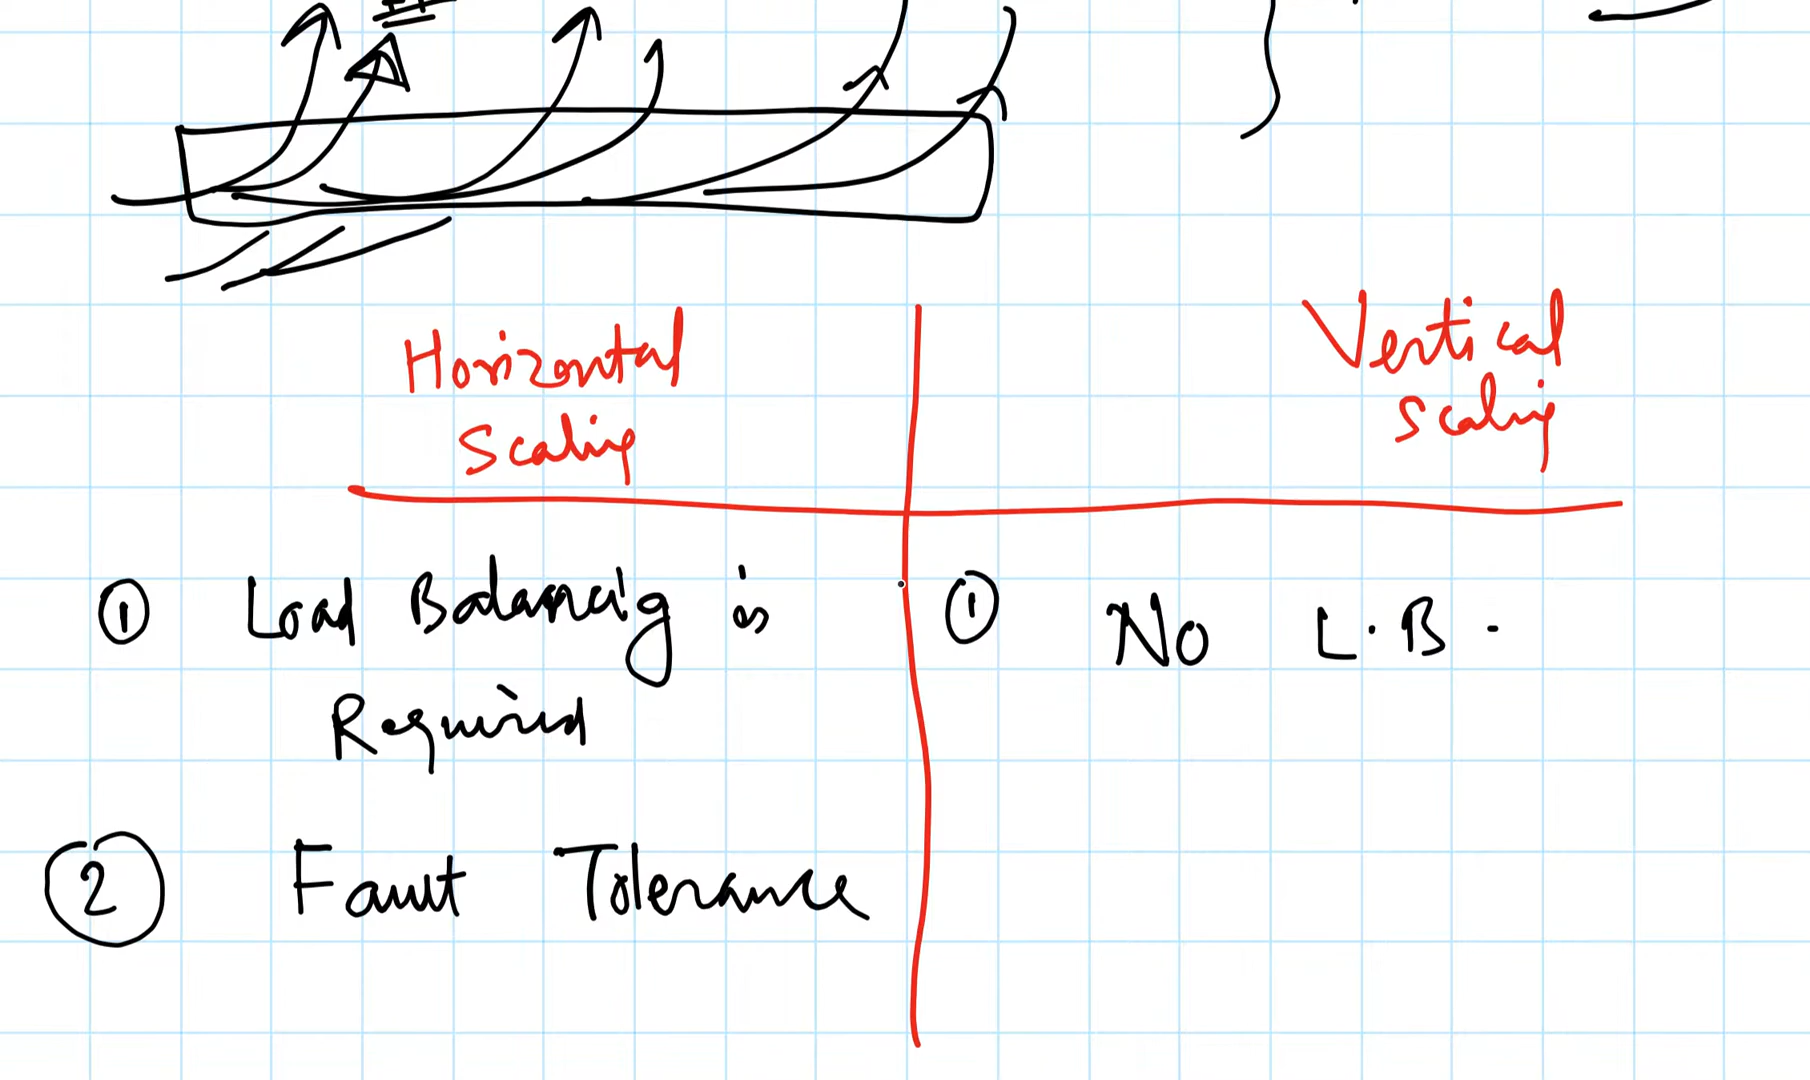 Horizontal
Scaling
Vertical
Scaling
① Load Balancing is
Required
① No L.B.
② Fault Tolerance